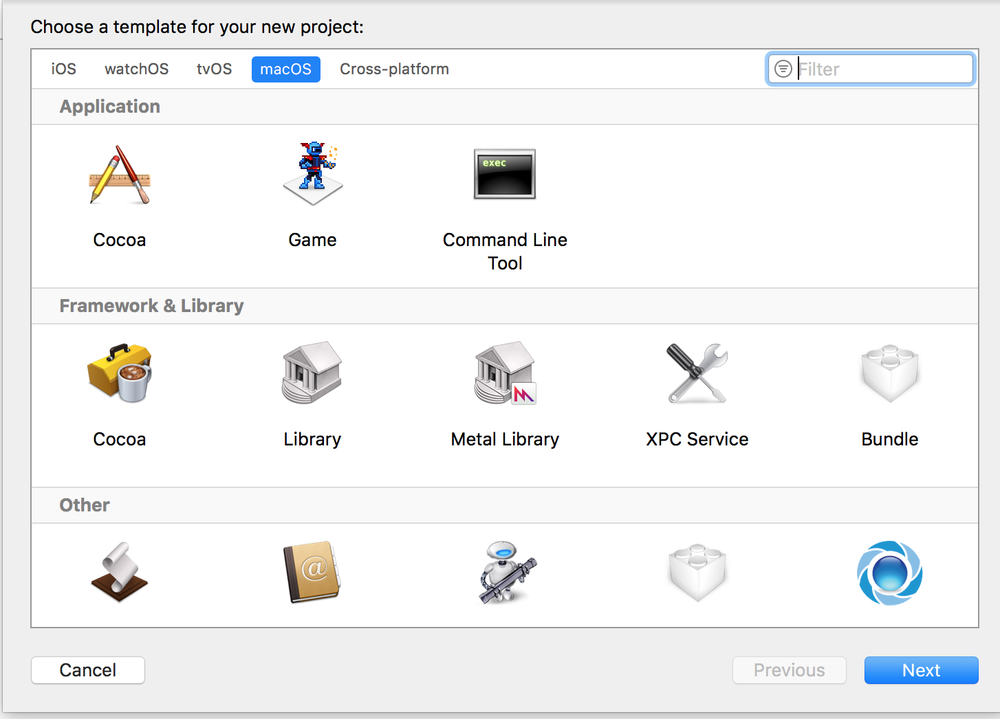 Choose a template for your new project:
iOS watchOS tvOS macOS Cross-platform Filter
Application
exec
Cocoa Game Command Line
Tool
Framework & Library
Cocoa Library Metal Library XPC Service Bundle
Other
@
Cancel Previous Next